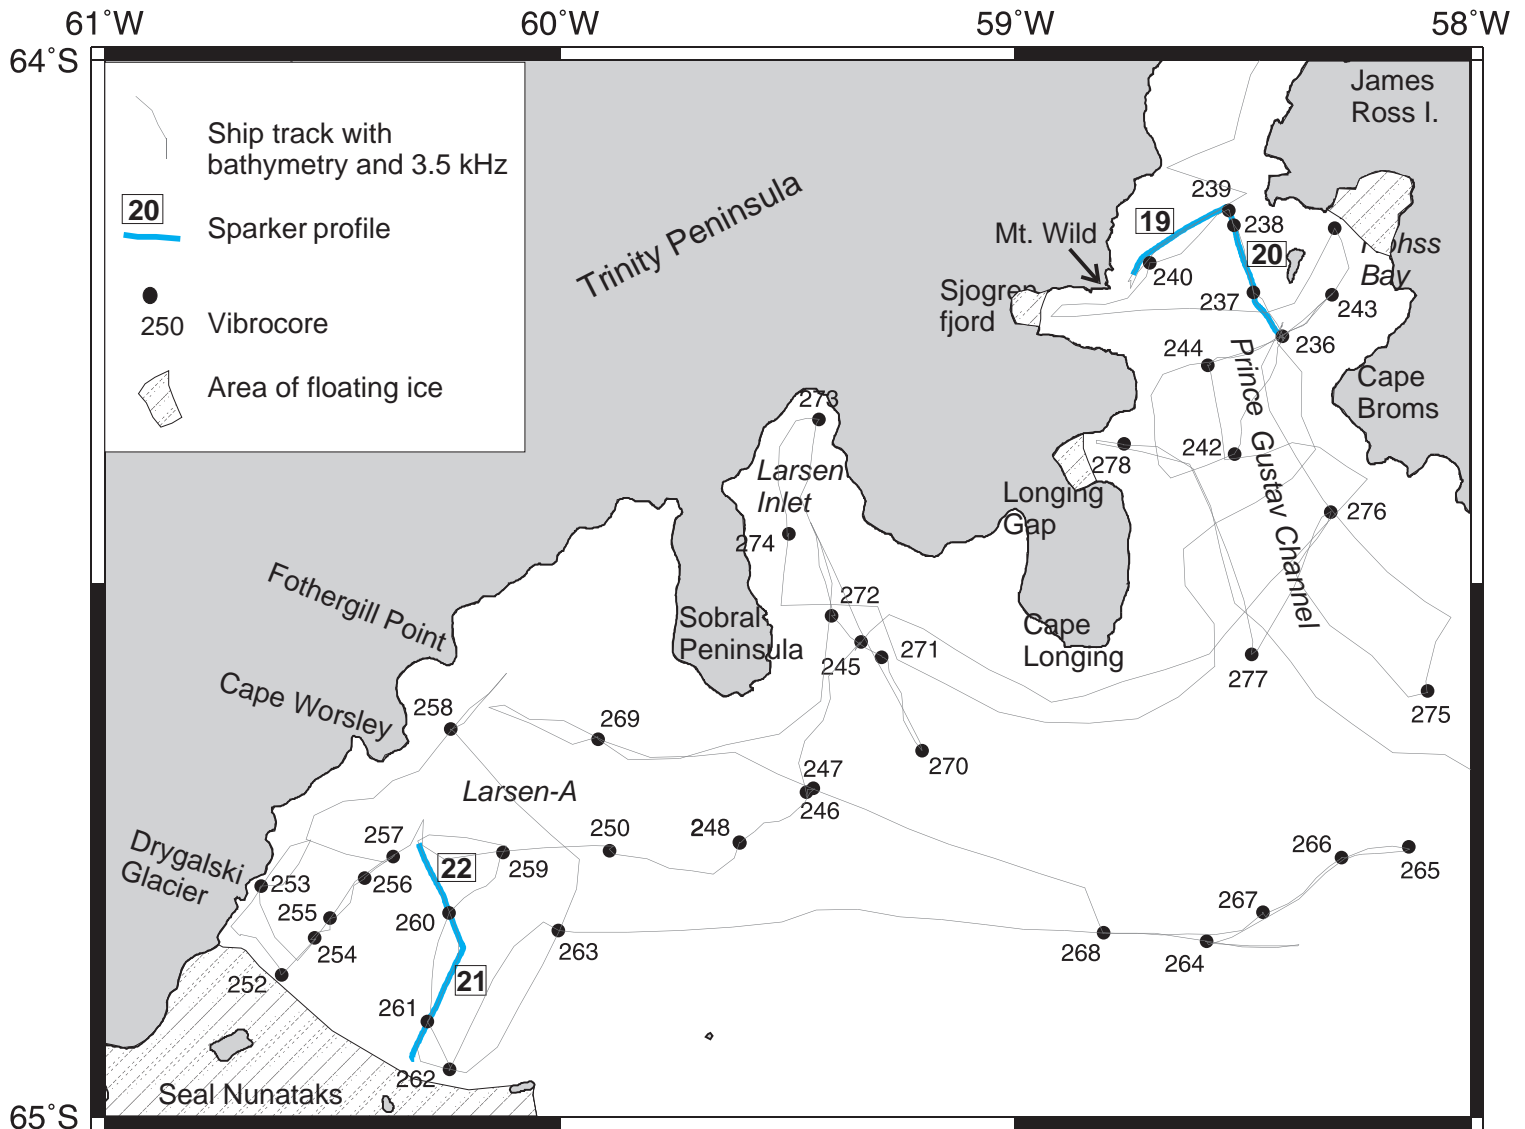 61°W
60°W
59°W
58°W
64°S
James
Ross I.
Ship track with
bathymetry and 3.5 kHz
20
Sparker profile
250
Vibrocore
Area of floating ice
Trinity Peninsula
239
19
238
Mt. Wild
20
Bay
240
Sjogren
fjord
237
243
236
244
Prince Gustav Channel
Cape
Broms
273
242
278
Larsen
Inlet
Longing
Gap
276
274
Fothergill Point
272
Sobral
Peninsula
Cape
Longing
271
245
277
Cape Worsley
258
269
275
270
247
Larsen-A
246
248
250
257
266
265
Drygalski
Glacier
22
259
253
256
267
255
260
254
263
268
264
252
21
261
262
Seal Nunataks
65°S